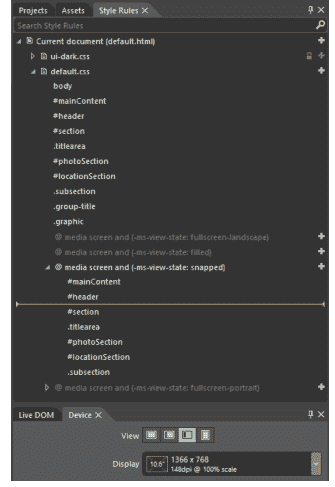 Projects Assets Style Rules
Search Style Rules
Current document (default.html)
ui-dark.css
default.css
body
#mainContent
#header
#section
.titlearea
#photoSection
#locationSection
.subsection
.group-title
.graphic
@ media screen and (-ms-view-state: fullscreen-landscape)
@ media screen and (-ms-view-state: filled)
@ media screen and (-ms-view-state: snapped)
#mainContent
#header
#section
.titlearea
#photoSection
#locationSection
.subsection
@ media screen and (-ms-view-state: fullscreen-portrait)
Live DOM Device
View
Display 10.6" 1366 x 768
148dpi @ 100% scale